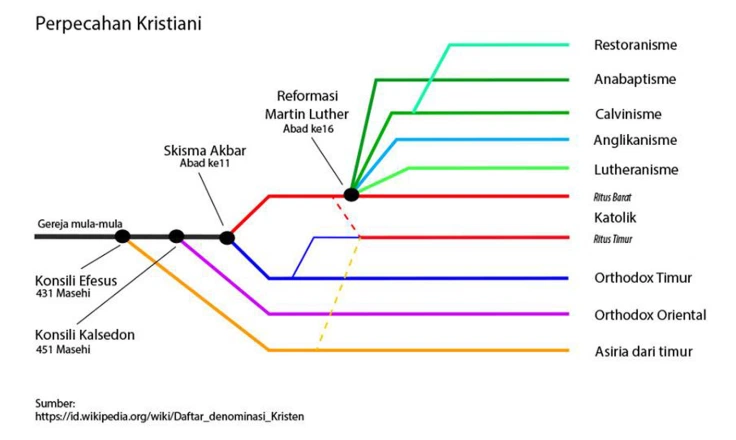 Perpecahan Kristiani
Restoranisme
Anabaptisme
Reformasi
Martin Luther
Abad ke16
Calvinisme
Skisma Akbar
Abad ke11
Anglikanisme
Lutheranisme
Ritus Barat
Katolik
Ritus Timur
Gereja mula-mula
Konsili Efesus
431 Masehi
Orthodox Timur
Orthodox Oriental
Konsili Kalsedon
451 Masehi
Asiria dari timur
Sumber:
https://id.wikipedia.org/wiki/Daftar_denominasi_Kristen